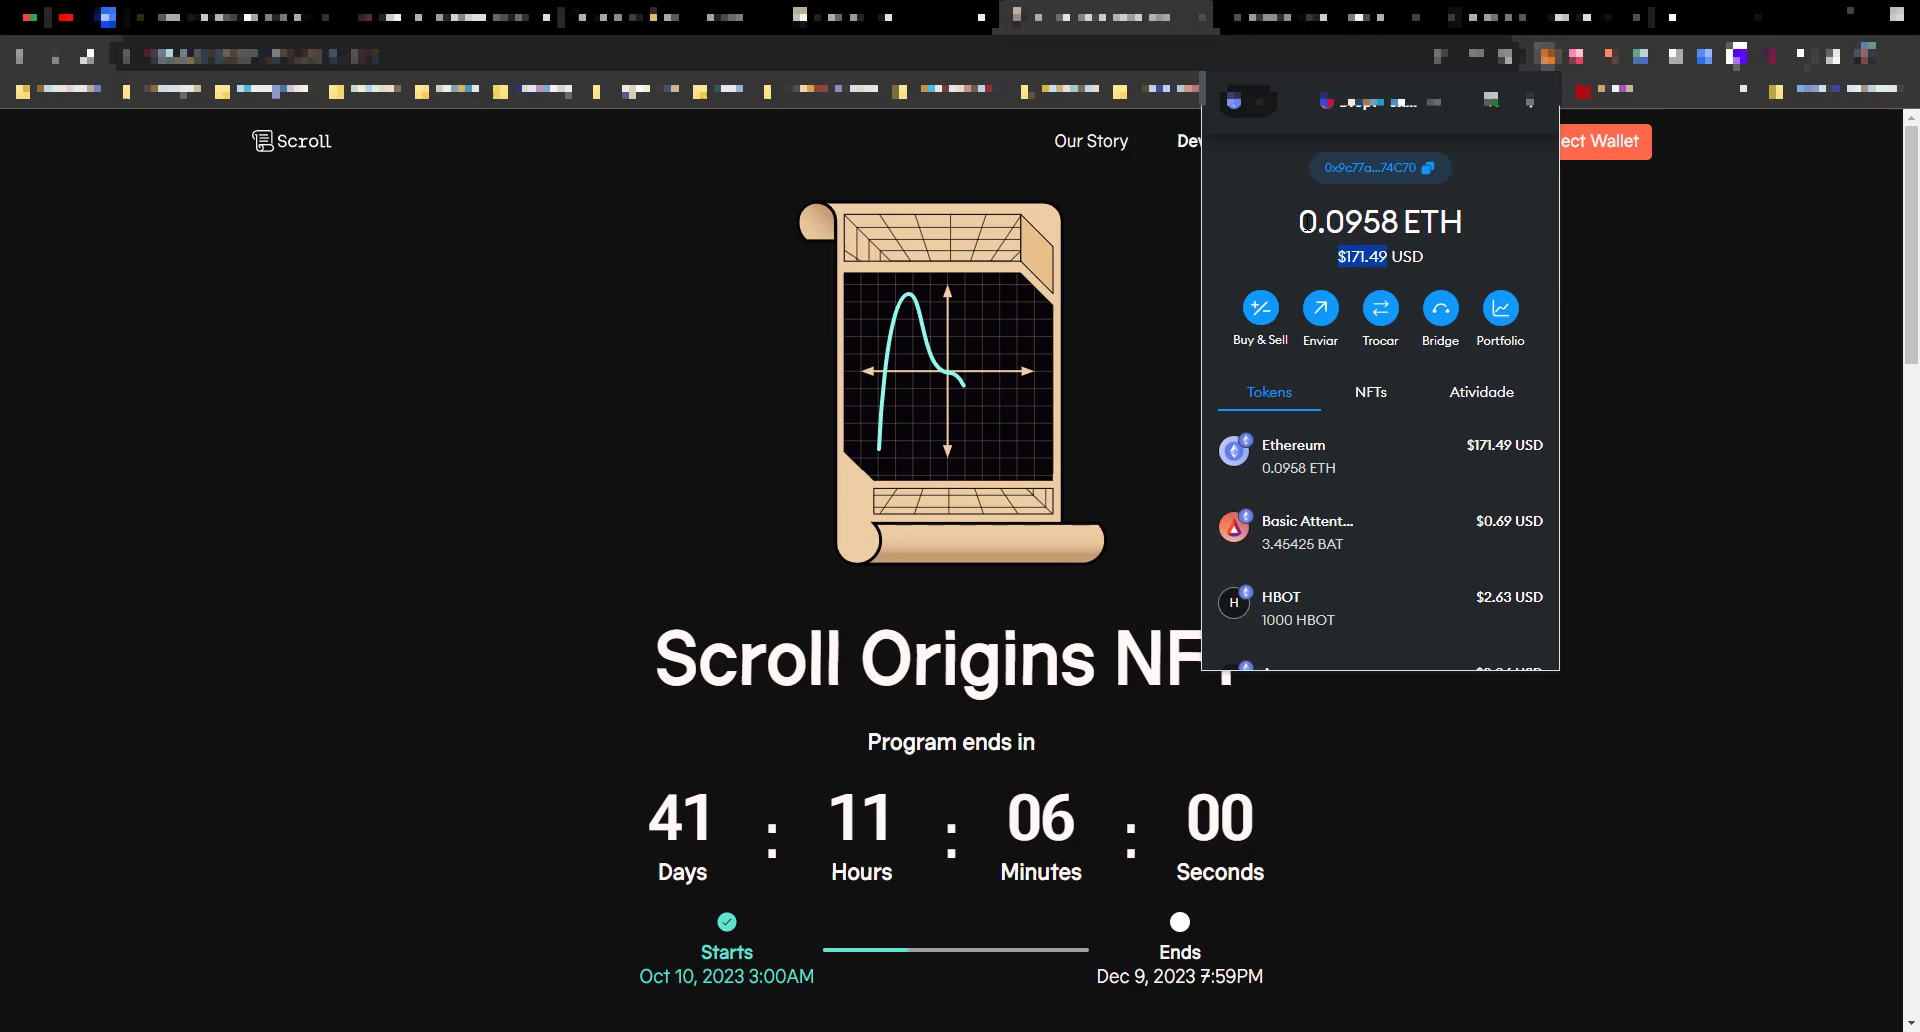 Scroll
Our Story
ect Wallet
0x9c77a...74C70
0.0958 ETH
$171.49 USD
Buy & Sell
Enviar
Trocar
Bridge
Portfolio
Tokens
NFTs
Atividade
Ethereum
$171.49 USD
0.0958 ETH
Basic Attent...
$0.69 USD
3.45425 BAT
H
HBOT
$2.63 USD
1000 HBOT
Scroll Origins NFT
Program ends in
41 : 11 : 06 : 00
Days
Hours
Minutes
Seconds
Starts
Ends
Oct 10, 2023 3:00AM
Dec 9, 2023 7:59PM